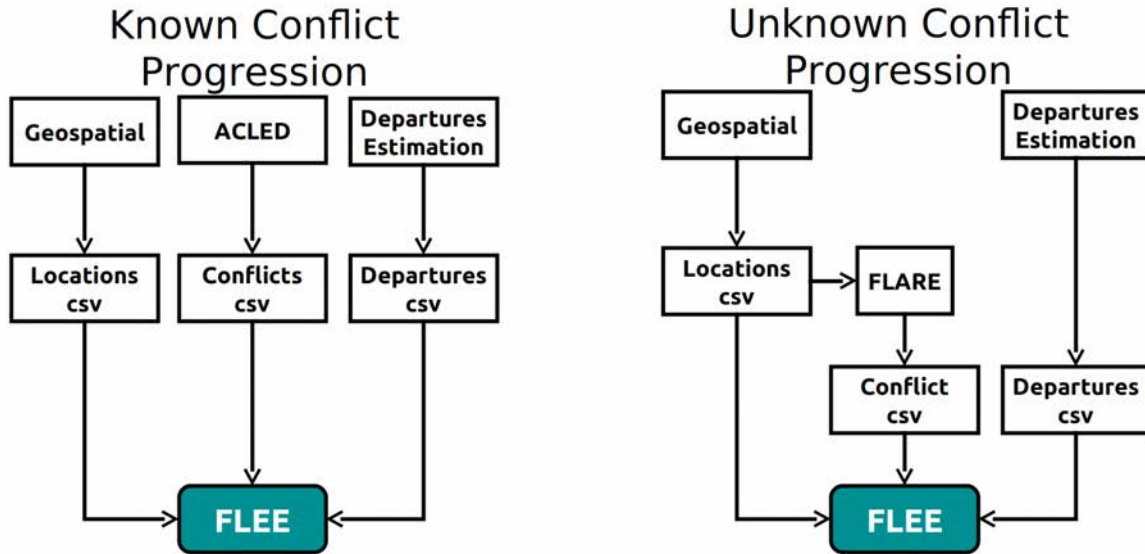 Known Conflict
Progression
Geospatial
ACLED
Departures
Estimation
Locations
csv
Conflicts
csv
Departures
csv
FLEE
Unknown Conflict
Progression
Geospatial
Departures
Estimation
Locations
csv
FLARE
Conflict
csv
Departures
csv
FLEE